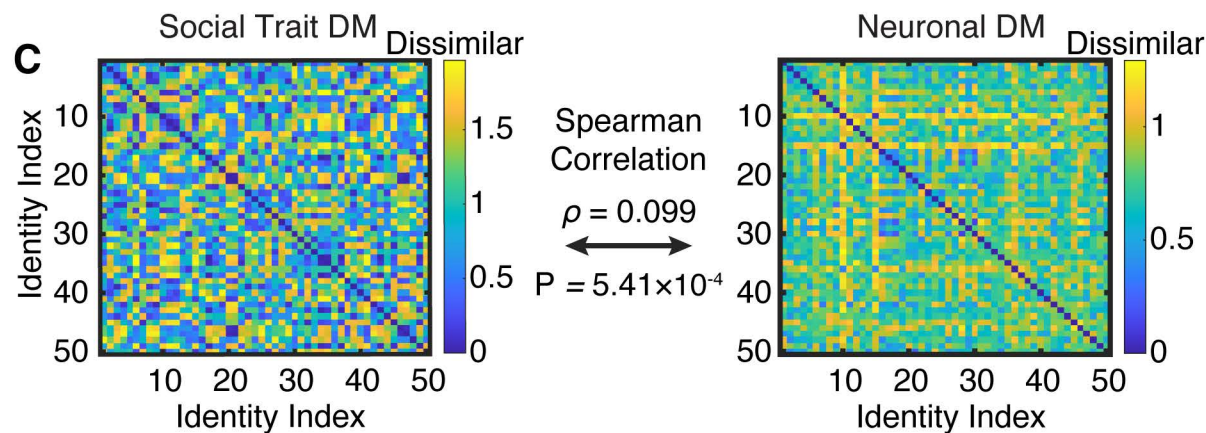 C
Social Trait DM
Dissimilar
1.5
1
0.5
0
Identity Index
10
20
30
40
50
10 20 30 40 50
Identity Index
Spearman
Correlation
ρ = 0.099
P = 5.41×10⁻⁴
Neuronal DM
Dissimilar
1
0.5
0
10
20
30
40
50
10 20 30 40 50
Identity Index